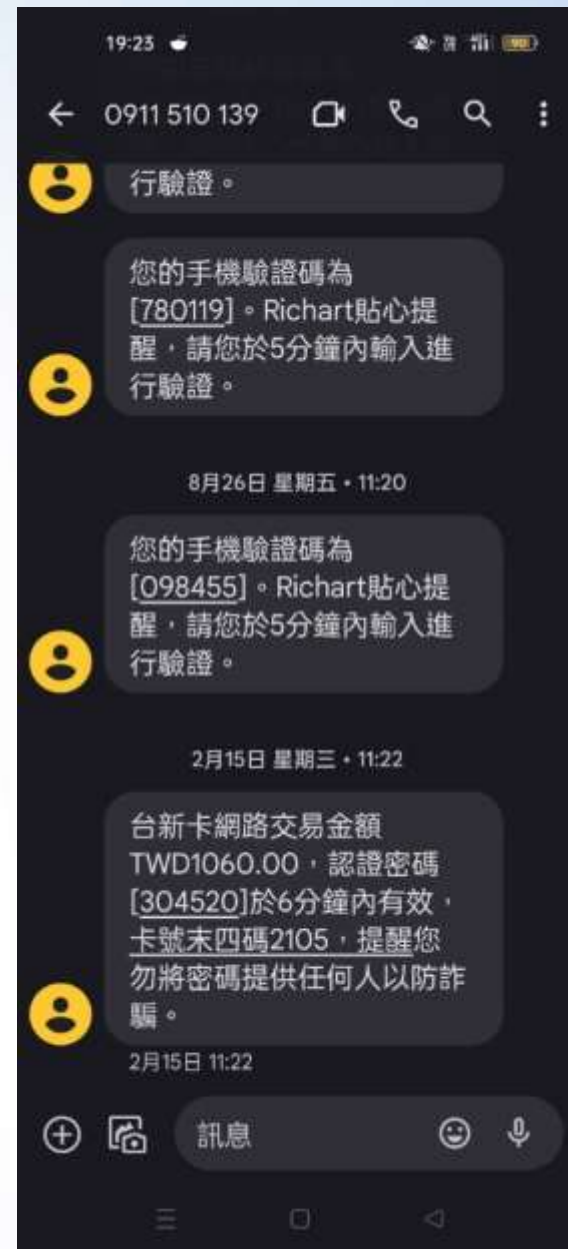 19:23
0911 510 139
行驗證。
您的手機驗證碼為
[780119]。Richart貼心提
醒,請您於5分鐘內輸入進
行驗證。
8月26日 星期五 • 11:20
您的手機驗證碼為
[098455]。Richart貼心提
醒,請您於5分鐘內輸入進
行驗證。
2月15日 星期三 • 11:22
台新卡網路交易金額
TWD1060.00,認證密碼
[304520]於6分鐘內有效,
卡號末四碼2105,提醒您
勿將密碼提供任何人以防詐
騙。
2月15日 11:22
訊息